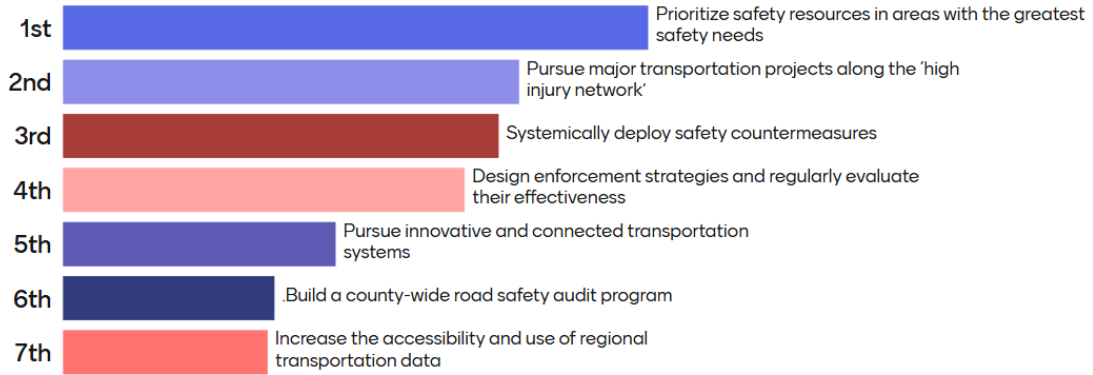 1st
Prioritize safety resources in areas with the greatest
safety needs
2nd
Pursue major transportation projects along the ‘high
injury network’
3rd
Systemically deploy safety countermeasures
4th
Design enforcement strategies and regularly evaluate
their effectiveness
5th
Pursue innovative and connected transportation
systems
6th
.Build a county-wide road safety audit program
7th
Increase the accessibility and use of regional
transportation data